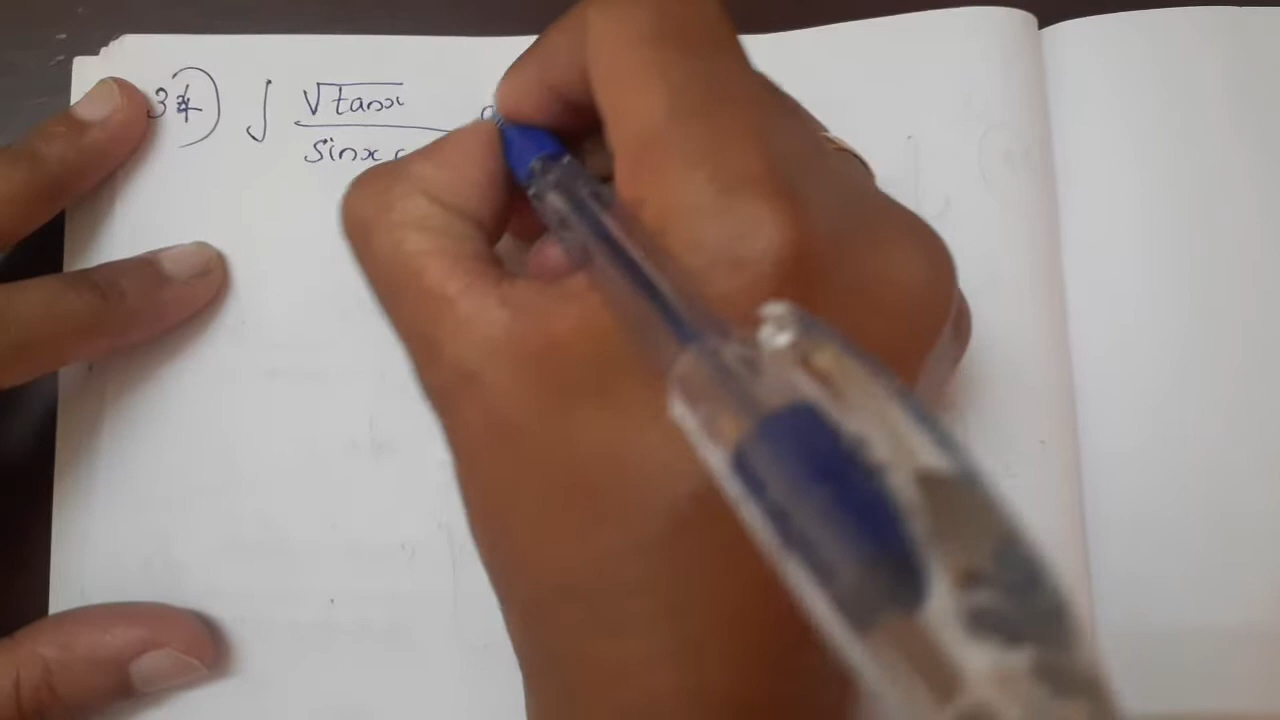 34) ∫ √tanx
sinx